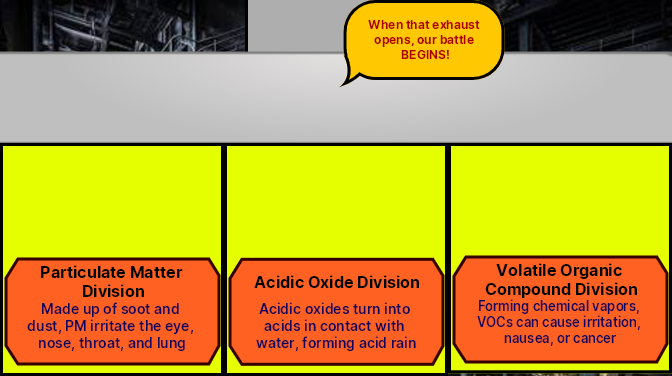 When that exhaust
opens, our battle
BEGINS!
Particulate Matter
Division
Made up of soot and
dust, PM irritate the eye,
nose, throat, and lung
Acidic Oxide Division
Acidic oxides turn into
acids in contact with
water, forming acid rain
Volatile Organic
Compound Division
Forming chemical vapors,
VOCs can cause irritation,
nausea, or cancer